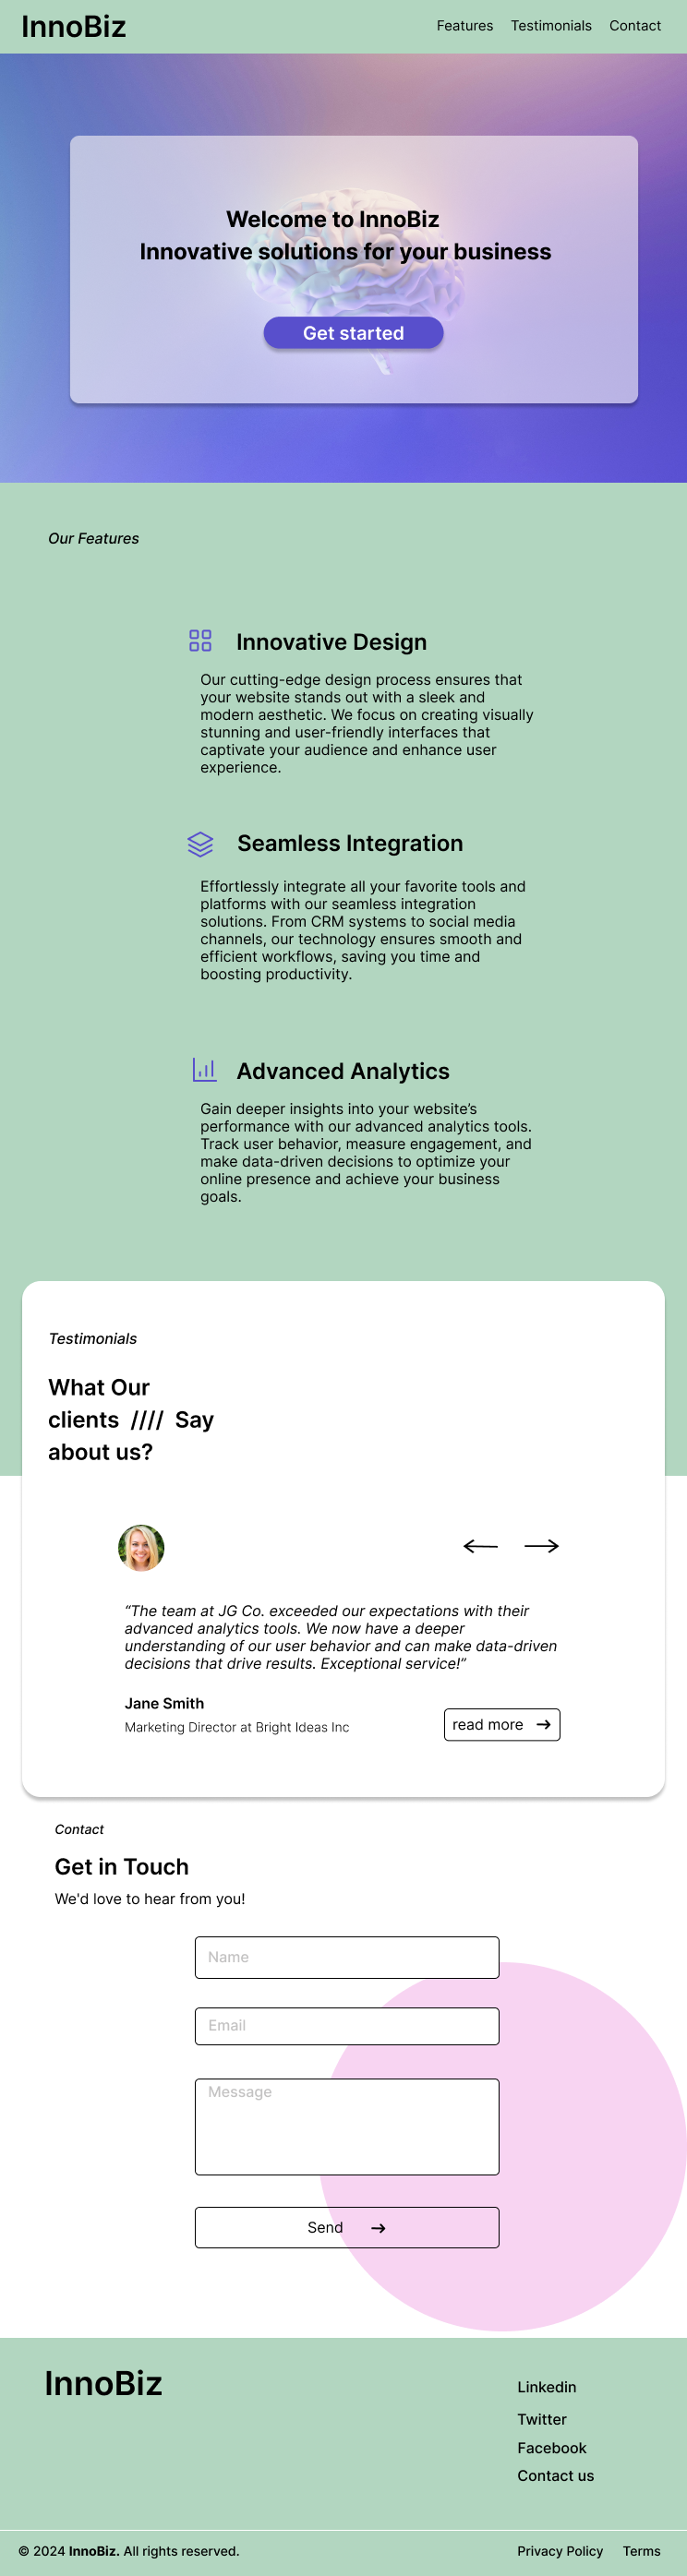 InnoBiz
Features Testimonials Contact
Welcome to InnoBiz
Innovative solutions for your business
Get started
Our Features
Innovative Design
Our cutting-edge design process ensures that
your website stands out with a sleek and
modern aesthetic. We focus on creating visually
stunning and user-friendly interfaces that
captivate your audience and enhance user
experience.
Seamless Integration
Effortlessly integrate all your favorite tools and
platforms with our seamless integration
solutions. From CRM systems to social media
channels, our technology ensures smooth and
efficient workflows, saving you time and
boosting productivity.
Advanced Analytics
Gain deeper insights into your website’s
performance with our advanced analytics tools.
Track user behavior, measure engagement, and
make data-driven decisions to optimize your
online presence and achieve your business
goals.
Testimonials
What Our
clients //// Say
about us?
“The team at JG Co. exceeded our expectations with their
advanced analytics tools. We now have a deeper
understanding of our user behavior and can make data-driven
decisions that drive results. Exceptional service!”
Jane Smith
Marketing Director at Bright Ideas Inc
read more
Contact
Get in Touch
We'd love to hear from you!
Name
Email
Message
Send
InnoBiz
Linkedin
Twitter
Facebook
Contact us
© 2024 InnoBiz. All rights reserved.
Privacy Policy Terms